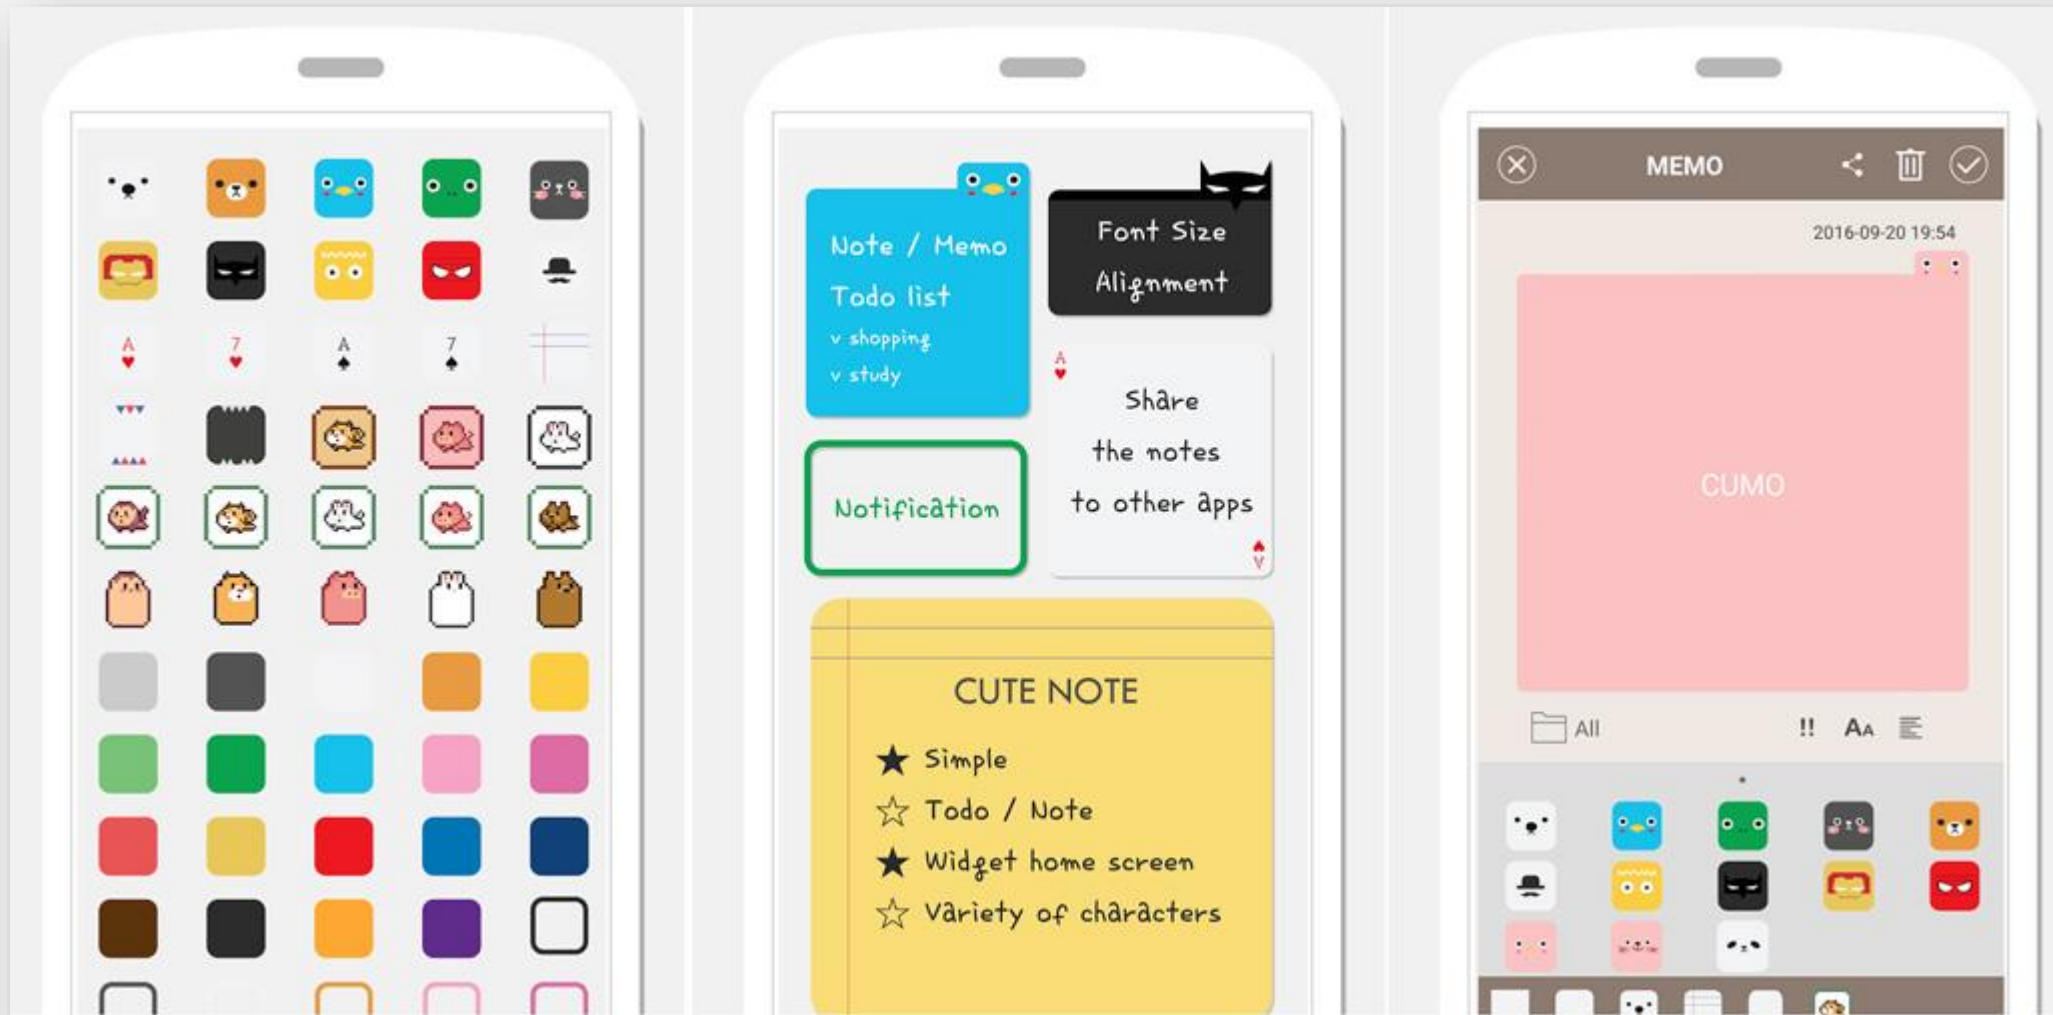 A
7
A
7
Note / Memo
Todo list
v shopping
v study
Font Size
Alignment
A
Share
the notes
to other apps
A
Notification
CUTE NOTE
★ Simple
☆ Todo / Note
★ Widget home screen
☆ Variety of characters
MEMO
2016-09-20 19:54
CUMO
All
!! AA